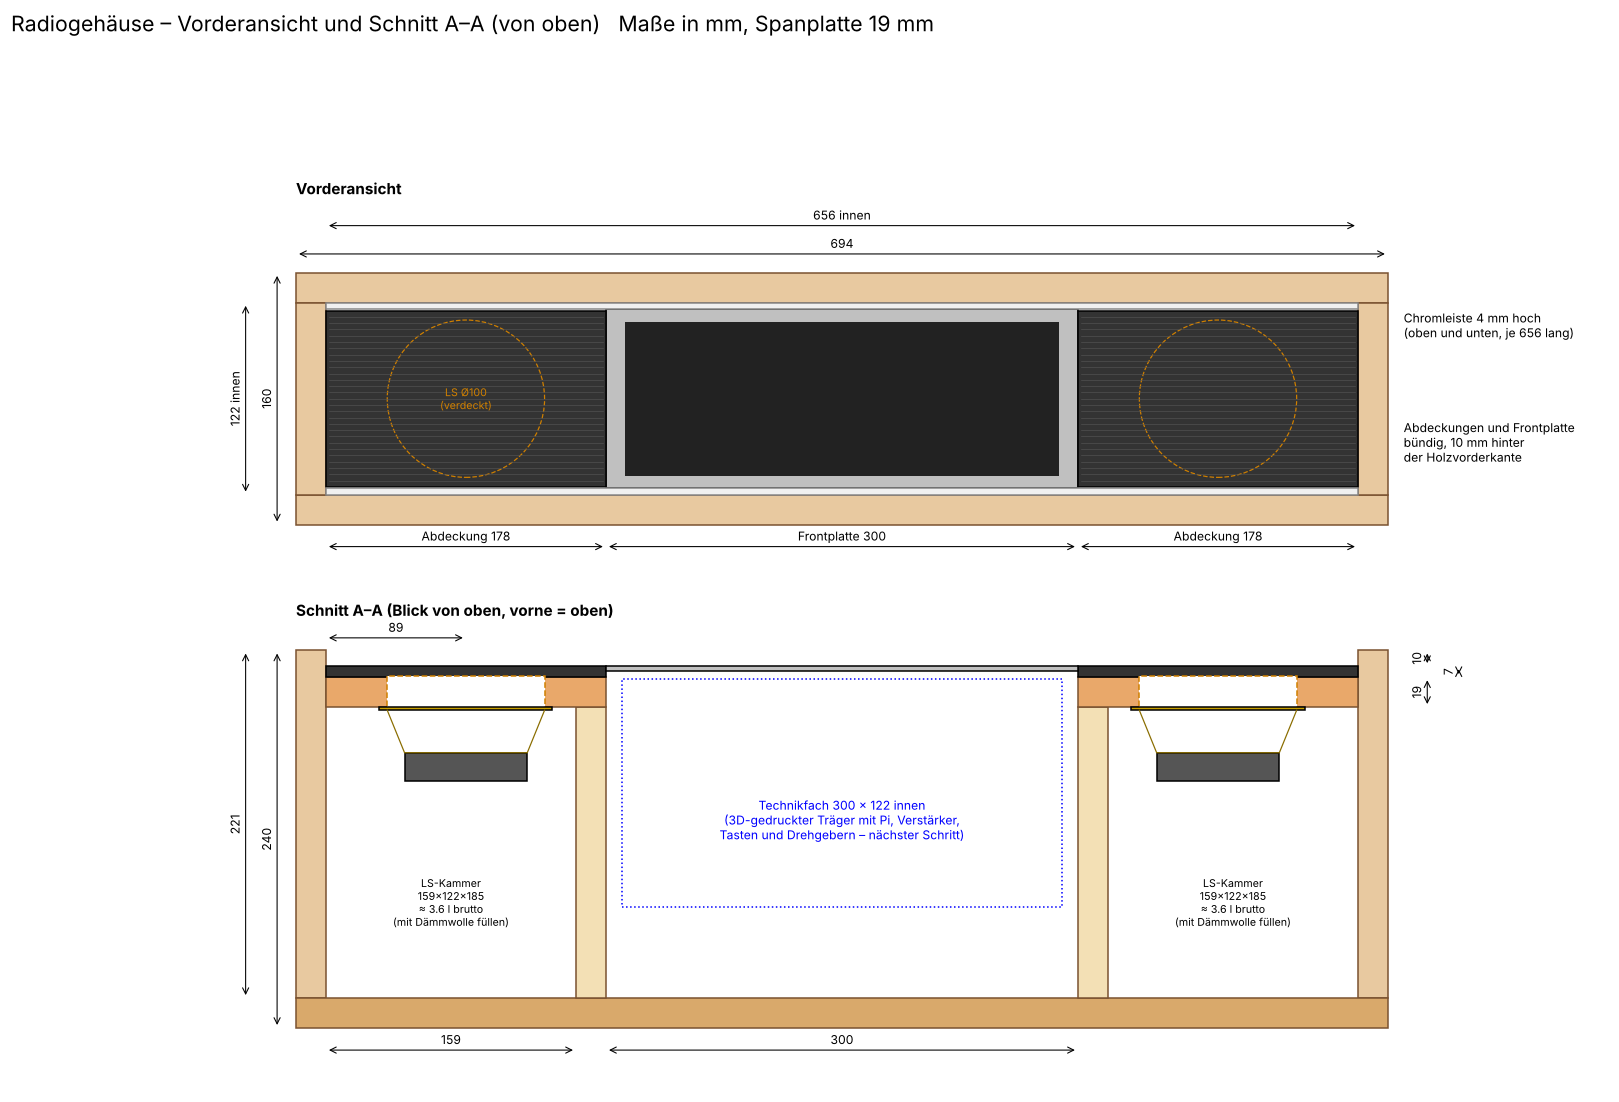 Radiogehäuse – Vorderansicht und Schnitt A–A (von oben)   Maße in mm, Spanplatte 19 mm
Vorderansicht
656 innen
694
122 innen
160
LS Ø100
(verdeckt)
Chromleiste 4 mm hoch
(oben und unten, je 656 lang)
Abdeckungen und Frontplatte
bündig, 10 mm hinter
der Holzvorderkante
Abdeckung 178
Frontplatte 300
Abdeckung 178
Schnitt A–A (Blick von oben, vorne = oben)
89
10
7
19
221
240
Technikfach 300 × 122 innen
(3D-gedruckter Träger mit Pi, Verstärker,
Tasten und Drehgebern – nächster Schritt)
LS-Kammer
159×122×185
≈ 3.6 l brutto
(mit Dämmwolle füllen)
LS-Kammer
159×122×185
≈ 3.6 l brutto
(mit Dämmwolle füllen)
159
300